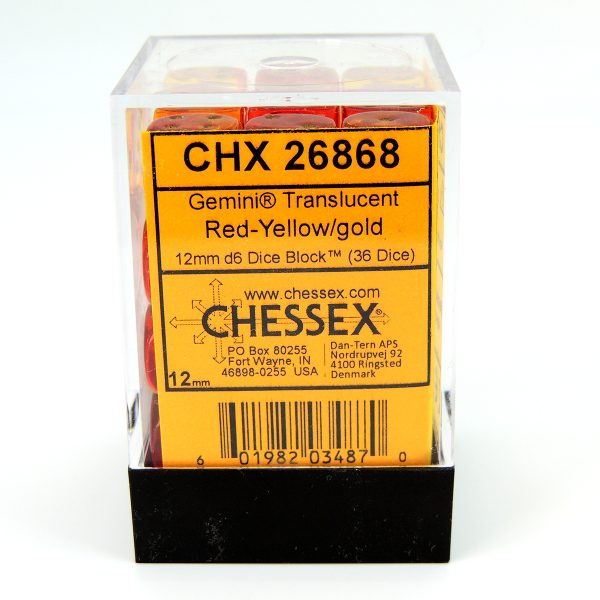 CHX 26868
Gemini® Translucent
Red-Yellow/gold
12mm d6 Dice Block™ (36 Dice)
www.chessex.com
CHESSEX®
PO Box 80255
Fort Wayne, IN
46898-0255 USA
Dan-Tern APS
Nordrupvej 92
4100 Ringsted
Denmark
12mm
6 01982 03487 0